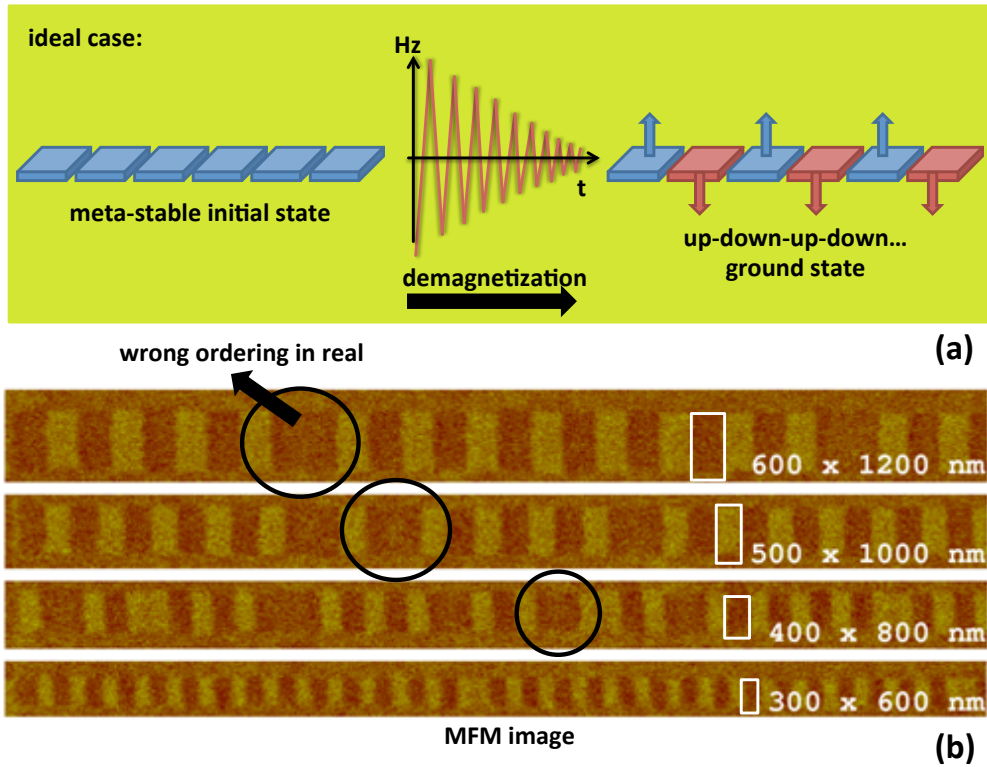 ideal case:
Hz
t
meta-stable initial state
demagnetization
up-down-up-down...
ground state
(a)
wrong ordering in real
600 x 1200 nm
500 x 1000 nm
400 x 800 nm
300 x 600 nm
MFM image
(b)